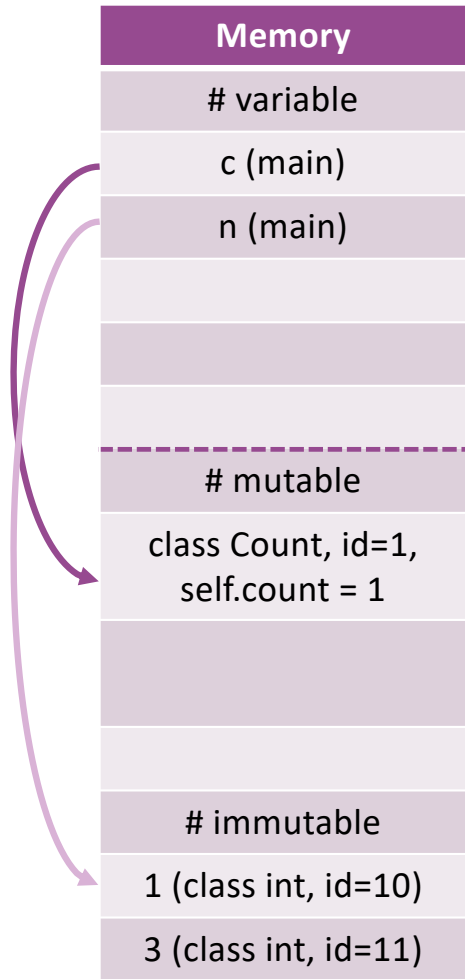 Memory
# variable
c (main)
n (main)
# mutable
class Count, id=1,
self.count = 1
# immutable
1 (class int, id=10)
3 (class int, id=11)